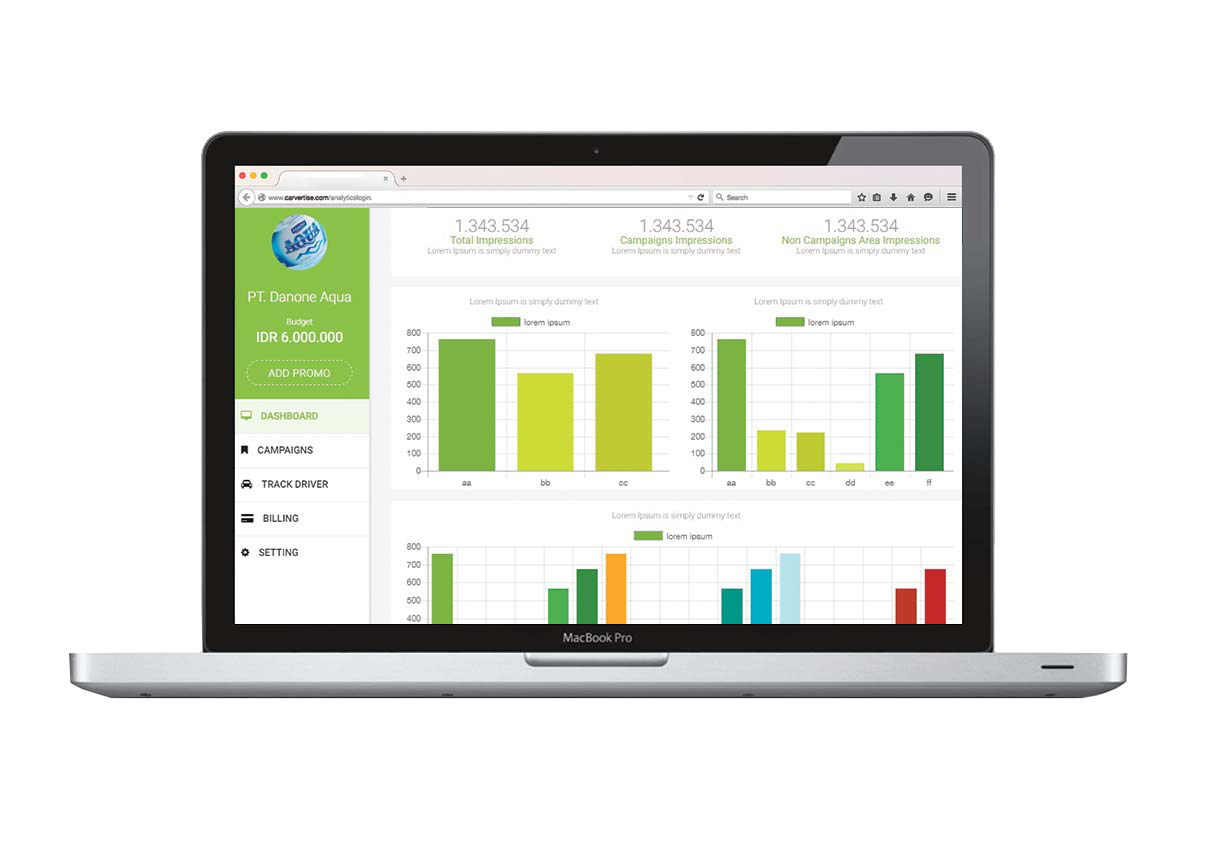 www.carvertise.com/analyticslogin
Search
AQUA
PT. Danone Aqua
Budget
IDR 6.000.000
ADD PROMO
DASHBOARD
CAMPAIGNS
TRACK DRIVER
BILLING
SETTING
1.343.534
Total Impressions
Lorem Ipsum is simply dummy text
1.343.534
Campaigns Impressions
Lorem Ipsum is simply dummy text
1.343.534
Non Campaigns Area Impressions
Lorem Ipsum is simply dummy text
Lorem Ipsum is simply dummy text
lorem ipsum
800
700
600
500
400
300
200
100
0
aa bb cc
Lorem Ipsum is simply dummy text
lorem ipsum
800
700
600
500
400
300
200
100
0
aa bb cc dd ee ff
Lorem Ipsum is simply dummy text
lorem ipsum
800
700
600
500
400
MacBook Pro